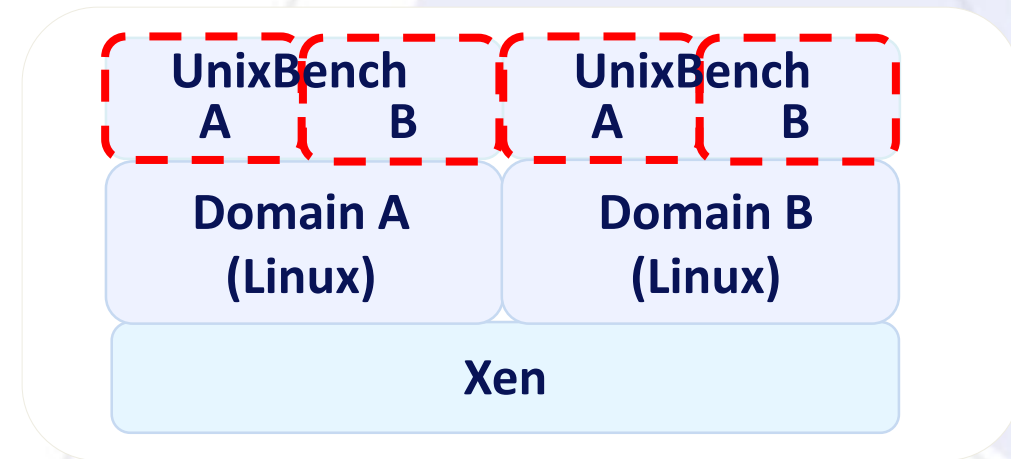 UnixBench UnixBench
A B A B
Domain A Domain B
(Linux) (Linux)
Xen